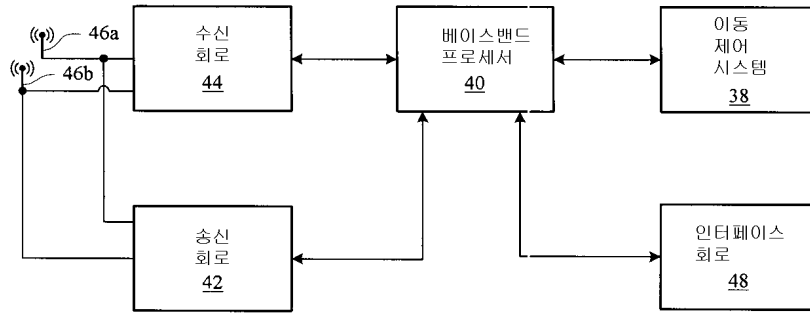 46a
46b
수신
회로
44
베이스밴드
프로세서
40
이동
제어
시스템
38
송신
회로
42
인터페이스
회로
48